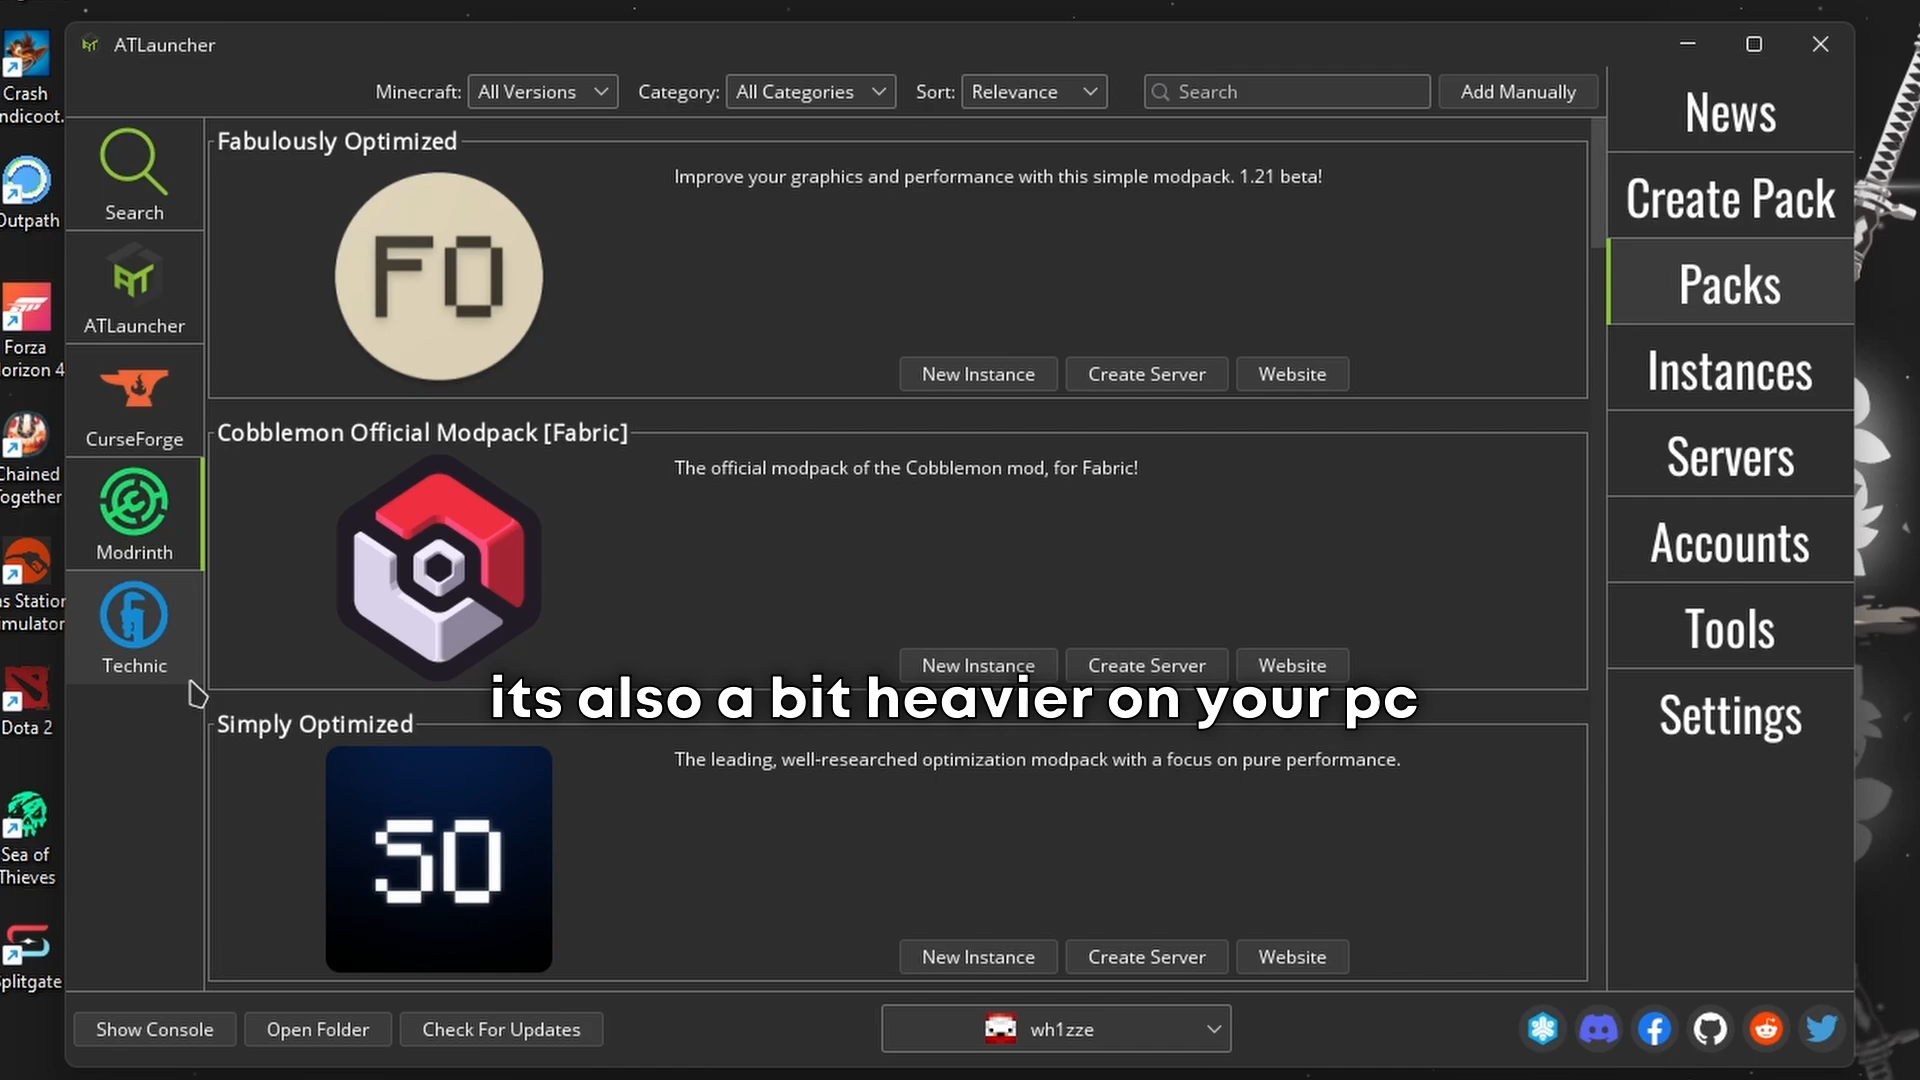 Crash
ndicoot.
Outpath
Forza
orizon 4
Chained
Together
as Station
imulator
Dota 2
Sea of
Thieves
Splitgate
ATLauncher
Minecraft: All Versions Category: All Categories Sort: Relevance Search Add Manually
Search
ATLauncher
CurseForge
Modrinth
Technic
Fabulously Optimized
FO
Improve your graphics and performance with this simple modpack. 1.21 beta!
New Instance Create Server Website
Cobblemon Official Modpack [Fabric]
The official modpack of the Cobblemon mod, for Fabric!
New Instance Create Server Website
its also a bit heavier on your pc
Simply Optimized
SO
The leading, well-researched optimization modpack with a focus on pure performance.
New Instance Create Server Website
News
Create Pack
Packs
Instances
Servers
Accounts
Tools
Settings
Show Console Open Folder Check For Updates wh1zze